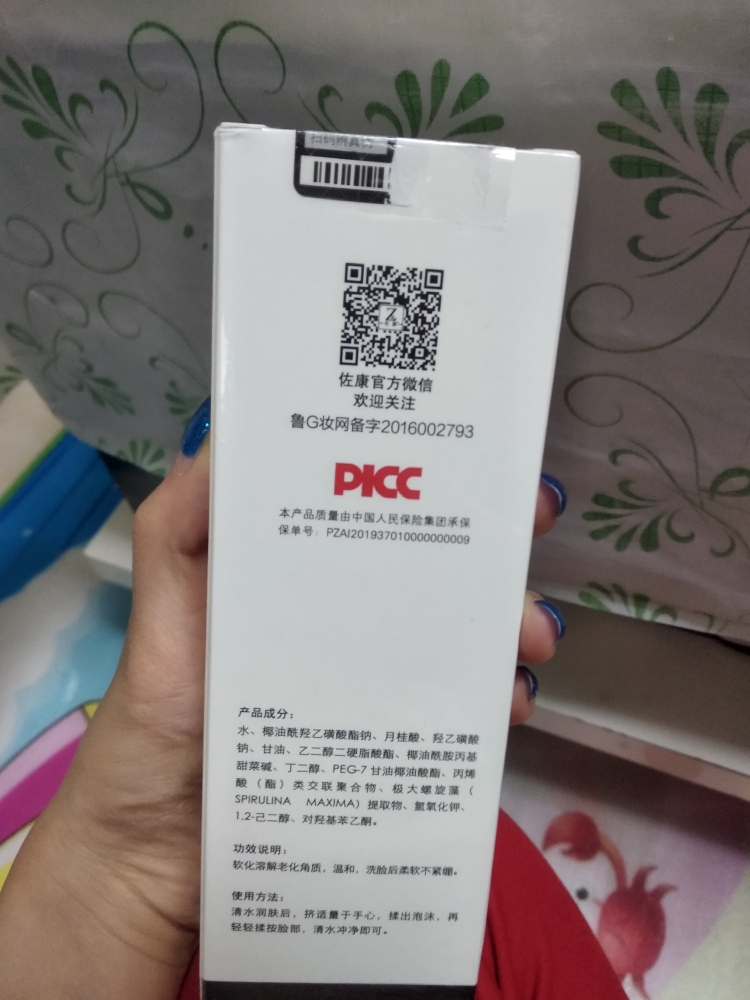 扫码辨真伪
佐康官方微信
欢迎关注
鲁G妆网备字2016002793
PICC
本产品质量由中国人民保险集团承保
保单号：PZAI201937010000000009
产品成分：
水、椰油酰羟乙磺酸酯钠、月桂酸、羟乙磺酸
钠、甘油、乙二醇二硬脂酸酯、椰油酰胺丙基
甜菜碱、丁二醇、PEG-7 甘油椰油酸酯、丙烯
酸（酯）类交联聚合物、极大螺旋藻（
SPIRULINA MAXIMA）提取物、氢氧化钾、
1,2-己二醇、对羟基苯乙酮。
功效说明：
软化溶解老化角质，温和，洗脸后柔软不紧绷。
使用方法：
清水润肤后，挤适量于手心，揉出泡沫，再
轻轻揉按脸部，清水冲净即可。